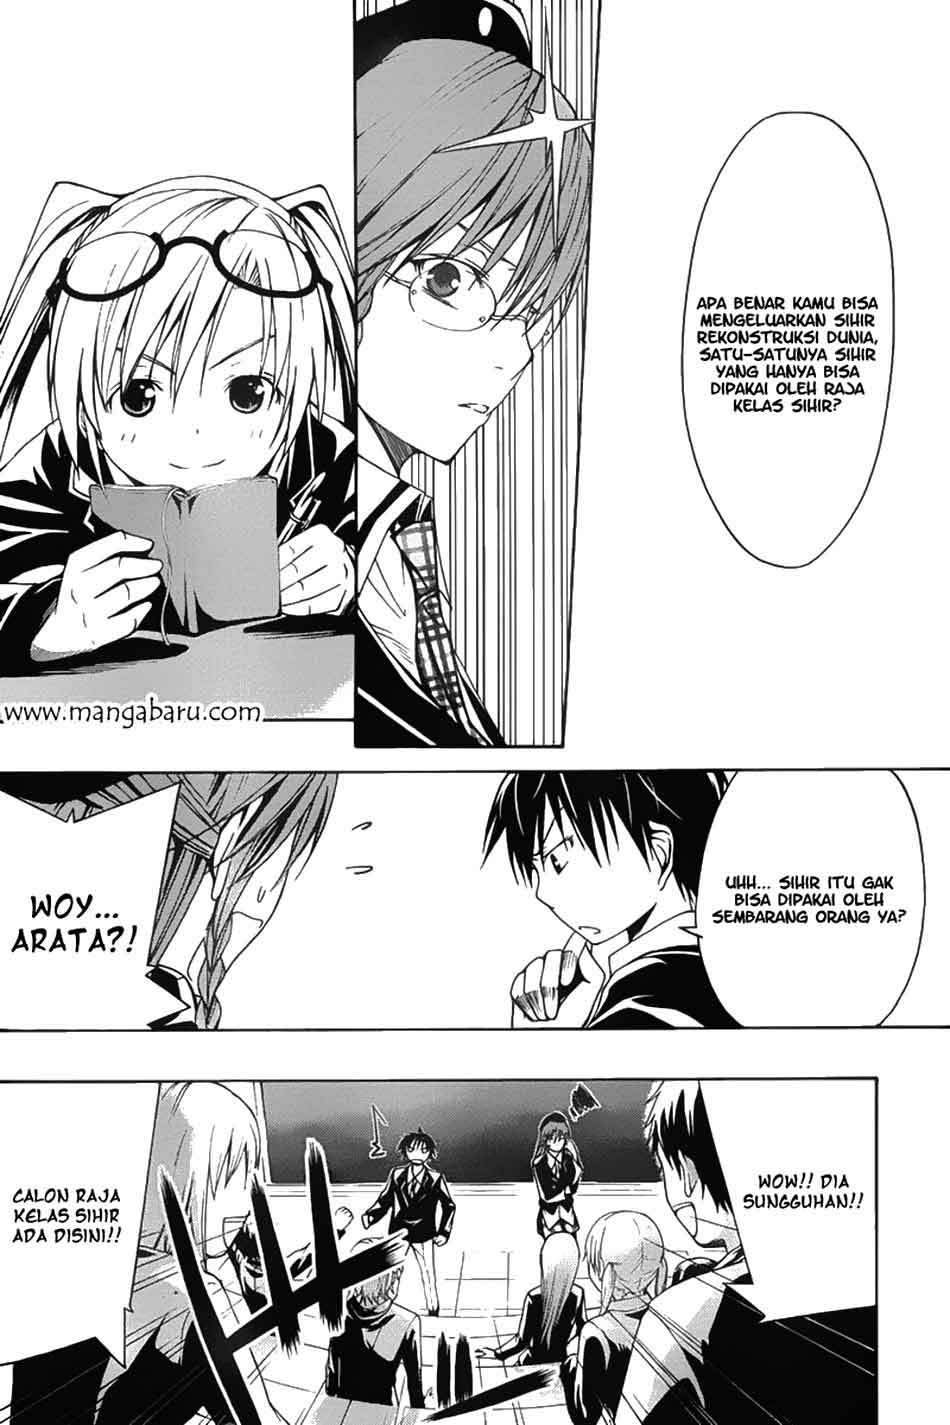 APA BENAR KAMU BISA
MENGELUARKAN SIHIR
REKONSTRUKSI DUNIA,
SATU-SATUNYA SIHIR
YANG HANYA BISA
DIPAKAI OLEH RAJA
KELAS SIHIR?
www.mangabaru.com
UHH... SIHIR ITU GAK
BISA DIPAKAI OLEH
SEMBARANG ORANG YA?
WOY...
ARATA?!
WOW!! DIA
SUNGGUHAN!!
CALON RAJA
KELAS SIHIR
ADA DISINI!!